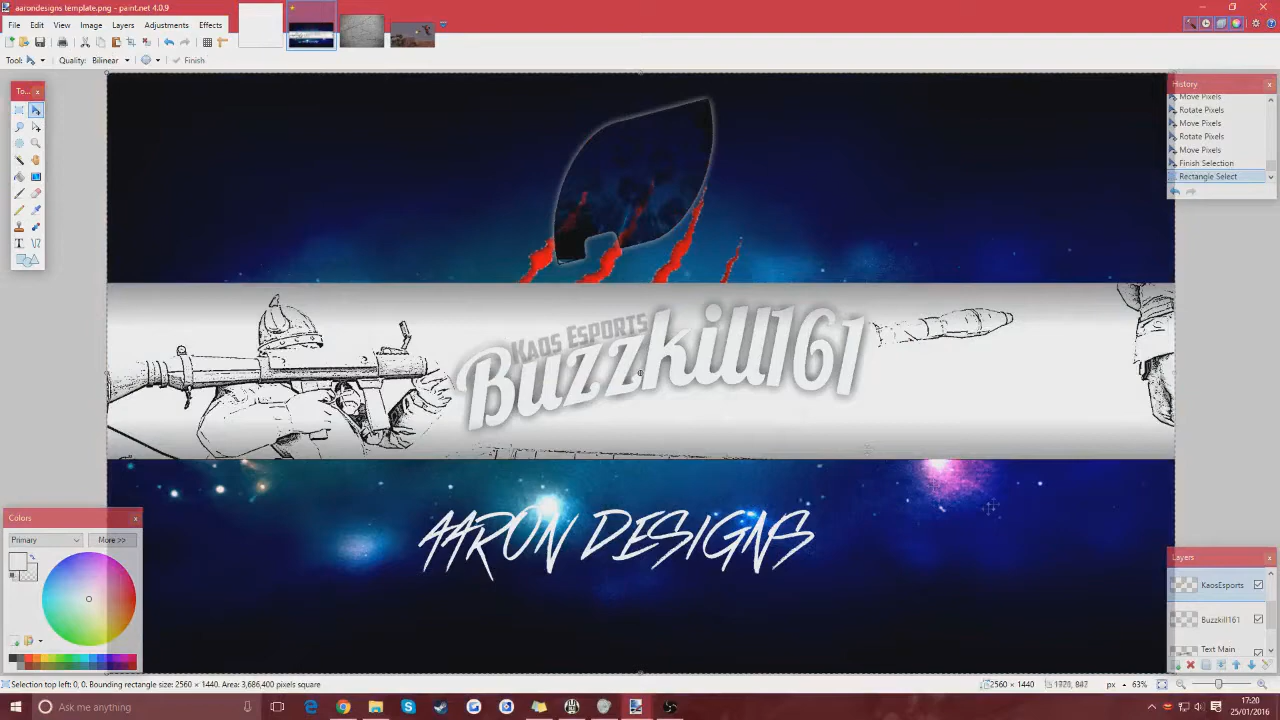 aarondesigns template.png - paint.net 4.0.9
File Edit View Image Layers Adjustments Effects
Tool: Quality: Bilinear Finish
To...
History
Move Pixels
Rotate Pixels
Move Pixels
Rotate Pixels
Move Pixels
Finish Selection
Rectangle Select
KAOS ESPORTS
Buzzkill161
AARON DESIGNS
Colors
Primary More >>
Layers
KaosEsports
Buzzkill161
Text Main
Selection top left 0, 0. Bounding rectangle size: 2560 × 1440. Area: 3,686,400 pixels square
2560 × 1440
px 63%
Ask me anything
17:20
25/01/2016